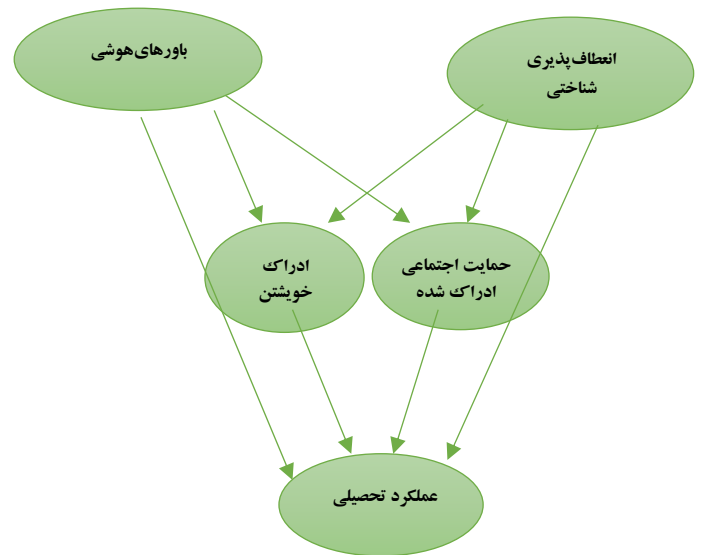 انعطاف‌پذیری
شناختی
باورهای‌هوشی
حمایت اجتماعی
ادراک شده
ادراک
خویشتن
عملکرد تحصیلی